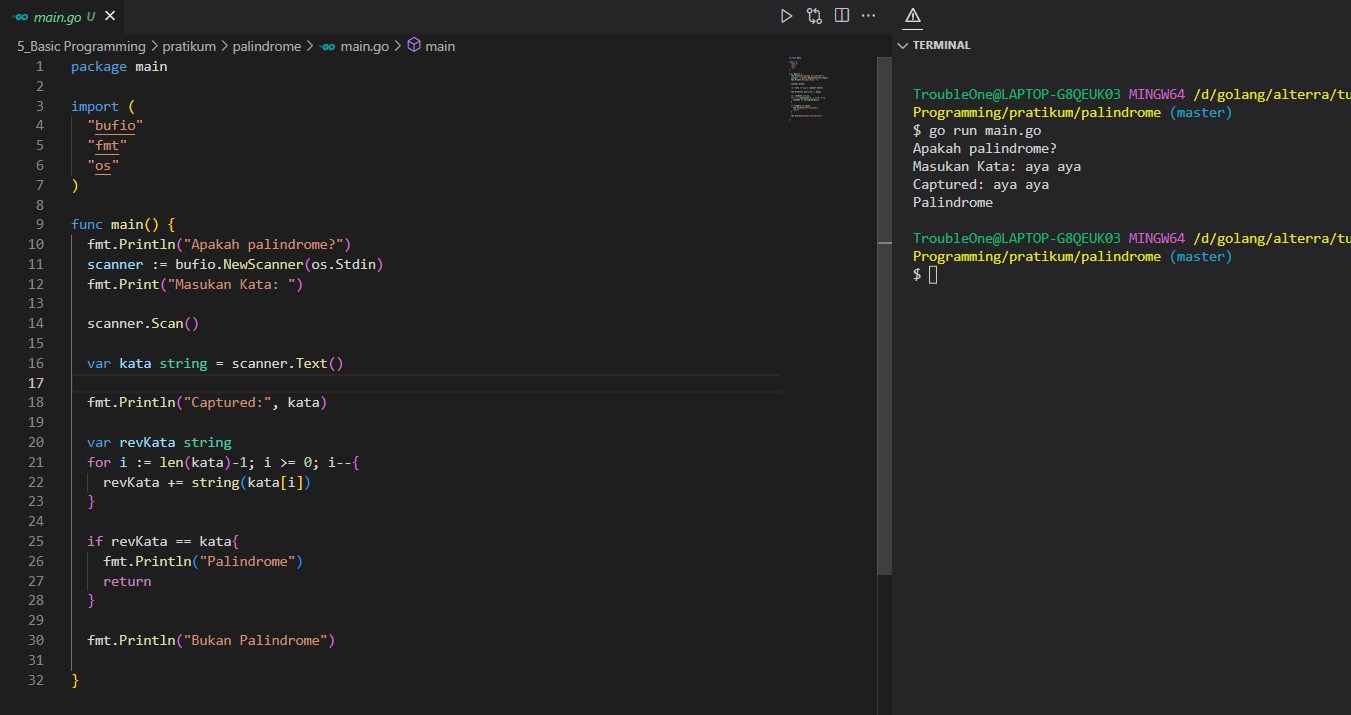 main.go U
5_Basic Programming > pratikum > palindrome > main.go > main
1 package main
2
3 import (
4 "bufio"
5 "fmt"
6 "os"
7 )
8
9 func main() {
10 fmt.Println("Apakah palindrome?")
11 scanner := bufio.NewScanner(os.Stdin)
12 fmt.Print("Masukan Kata: ")
13
14 scanner.Scan()
15
16 var kata string = scanner.Text()
17
18 fmt.Println("Captured:", kata)
19
20 var revKata string
21 for i := len(kata)-1; i >= 0; i--{
22 revKata += string(kata[i])
23 }
24
25 if revKata == kata{
26 fmt.Println("Palindrome")
27 return
28 }
29
30 fmt.Println("Bukan Palindrome")
31
32 }
TERMINAL
TroubleOne@LAPTOP-G8QEUK03 MINGW64 /d/golang/alterra/tu
Programming/pratikum/palindrome (master)
$ go run main.go
Apakah palindrome?
Masukan Kata: aya aya
Captured: aya aya
Palindrome
TroubleOne@LAPTOP-G8QEUK03 MINGW64 /d/golang/alterra/tu
Programming/pratikum/palindrome (master)
$